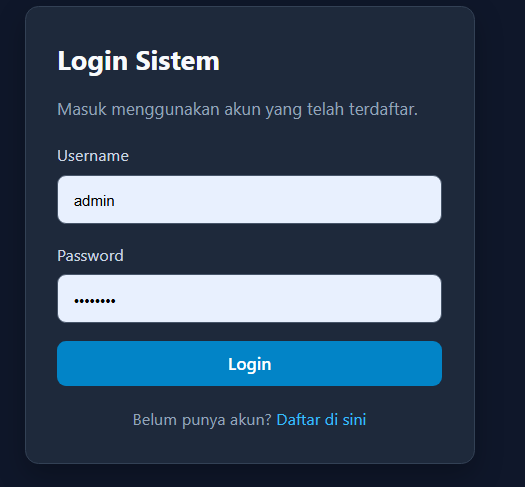 Login Sistem
Masuk menggunakan akun yang telah terdaftar.
Username
admin
Password
••••••••
Login
Belum punya akun? Daftar di sini